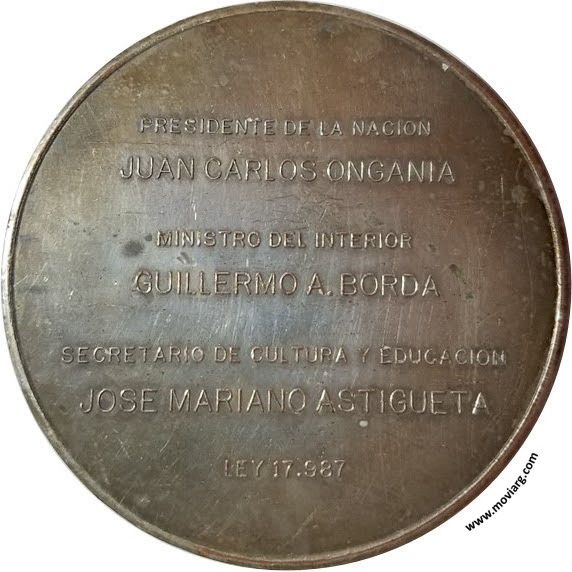 PRESIDENTE DE LA NACION
JUAN CARLOS ONGANIA
MINISTRO DEL INTERIOR
GUILLERMO A. BORDA
SECRETARIO DE CULTURA Y EDUCACION
JOSE MARIANO ASTIGUETA
LEY 17.987
www.moviarg.com